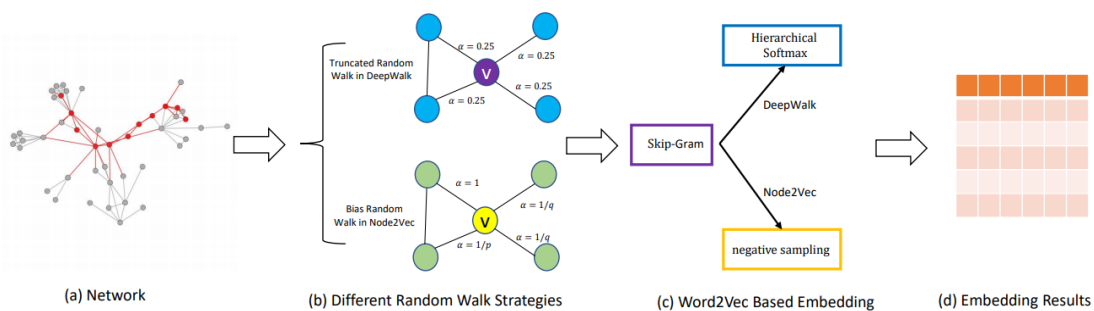 Truncated Random
Walk in DeepWalk
α = 0.25
α = 0.25
V
α = 0.25
α = 0.25
Bias Random
Walk in Node2Vec
α = 1
α = 1/q
V
α = 1/p
α = 1/q
Hierarchical
Softmax
DeepWalk
Skip-Gram
Node2Vec
negative sampling
(a) Network
(b) Different Random Walk Strategies
(c) Word2Vec Based Embedding
(d) Embedding Results